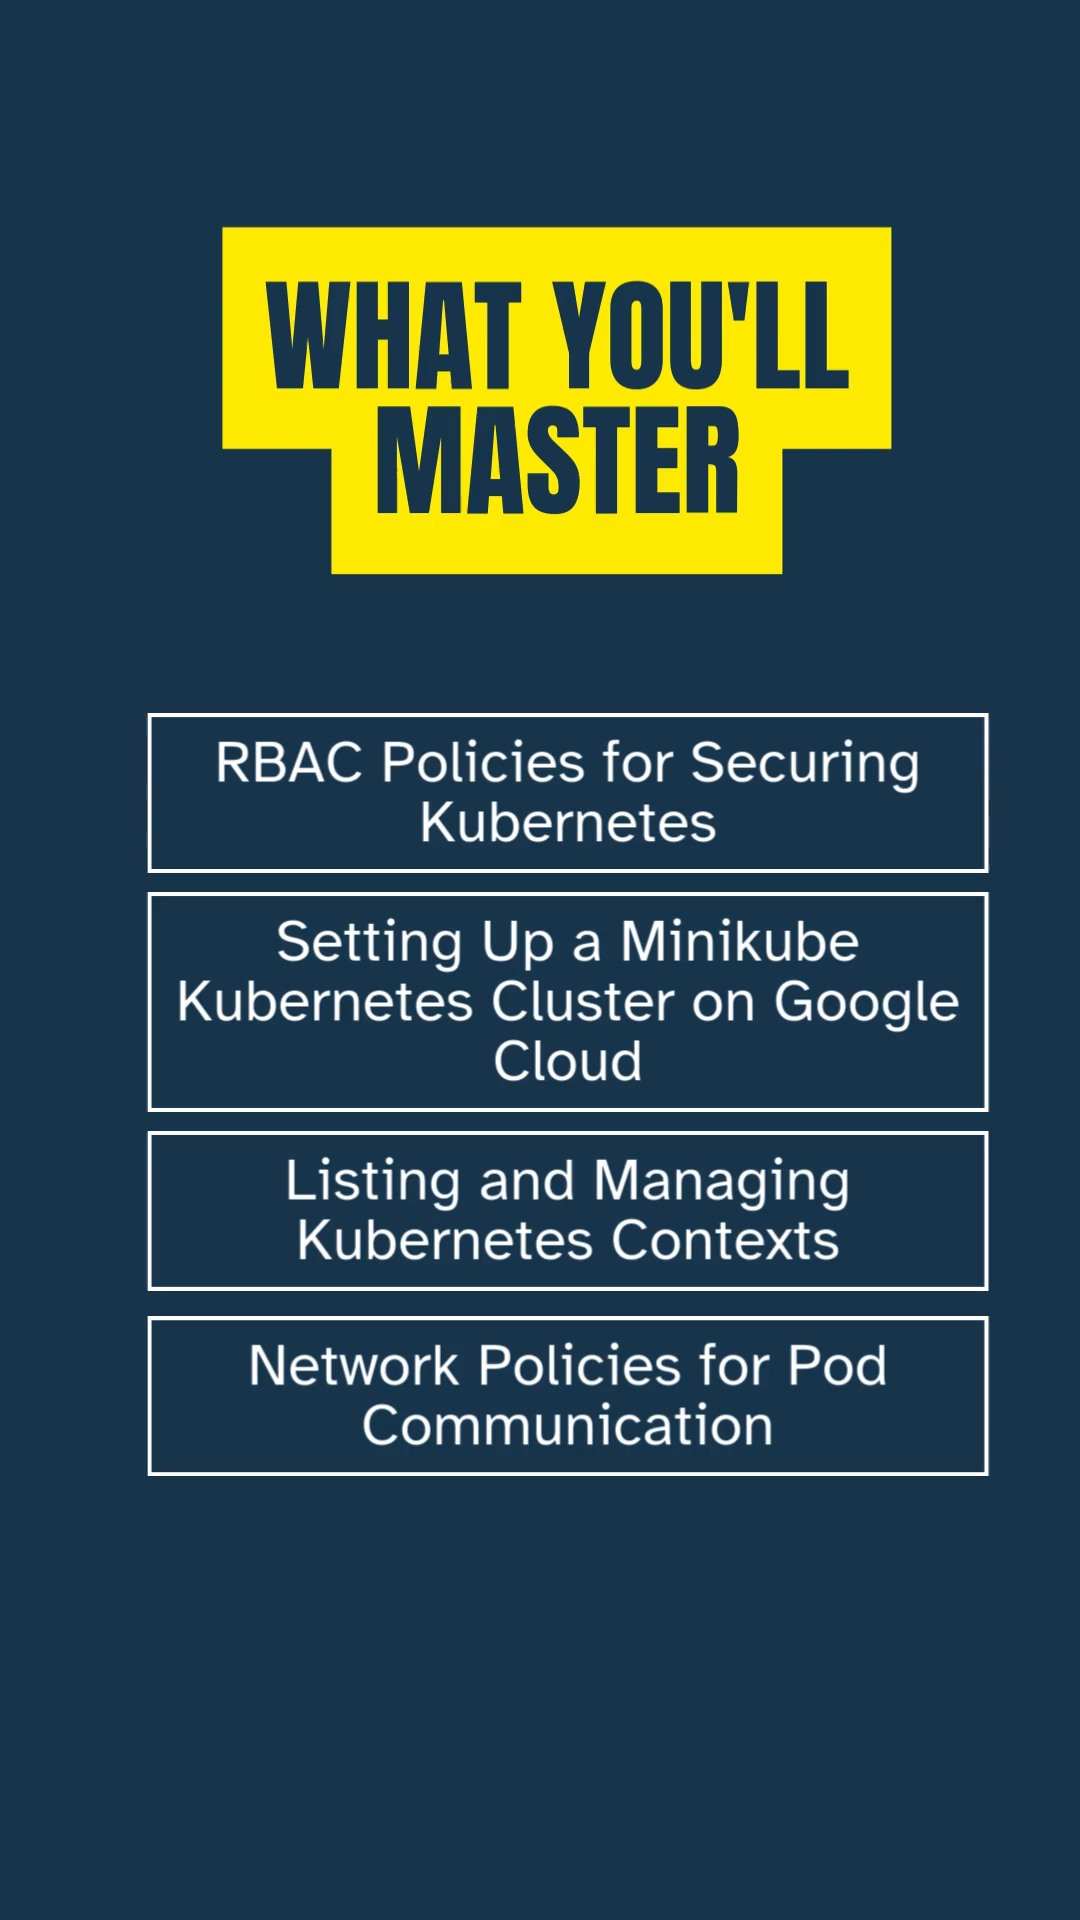 WHAT YOU'LL
MASTER
RBAC Policies for Securing
Kubernetes
Setting Up a Minikube
Kubernetes Cluster on Google
Cloud
Listing and Managing
Kubernetes Contexts
Network Policies for Pod
Communication